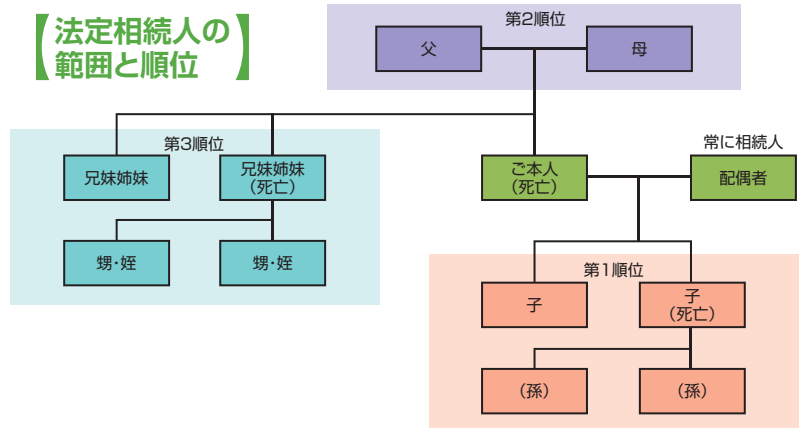 【法定相続人の
範囲と順位】
第2順位
父
母
第3順位
兄妹姉妹
兄妹姉妹
（死亡）
甥・姪
甥・姪
ご本人
（死亡）
常に相続人
配偶者
第1順位
子
子
（死亡）
（孫）
（孫）